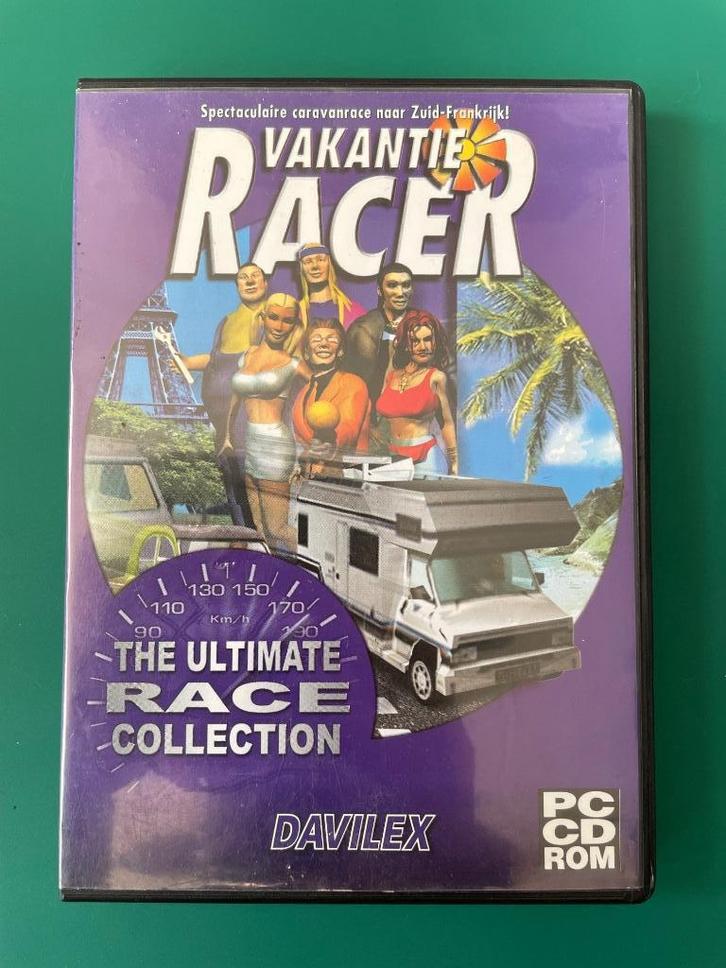 Spectaculaire caravanrace naar Zuid-Frankrijk!
VAKANTIE
RACER
90 110 130 150 170 190
Km/h
THE ULTIMATE
RACE
COLLECTION
DAVILEX
PC
CD
ROM